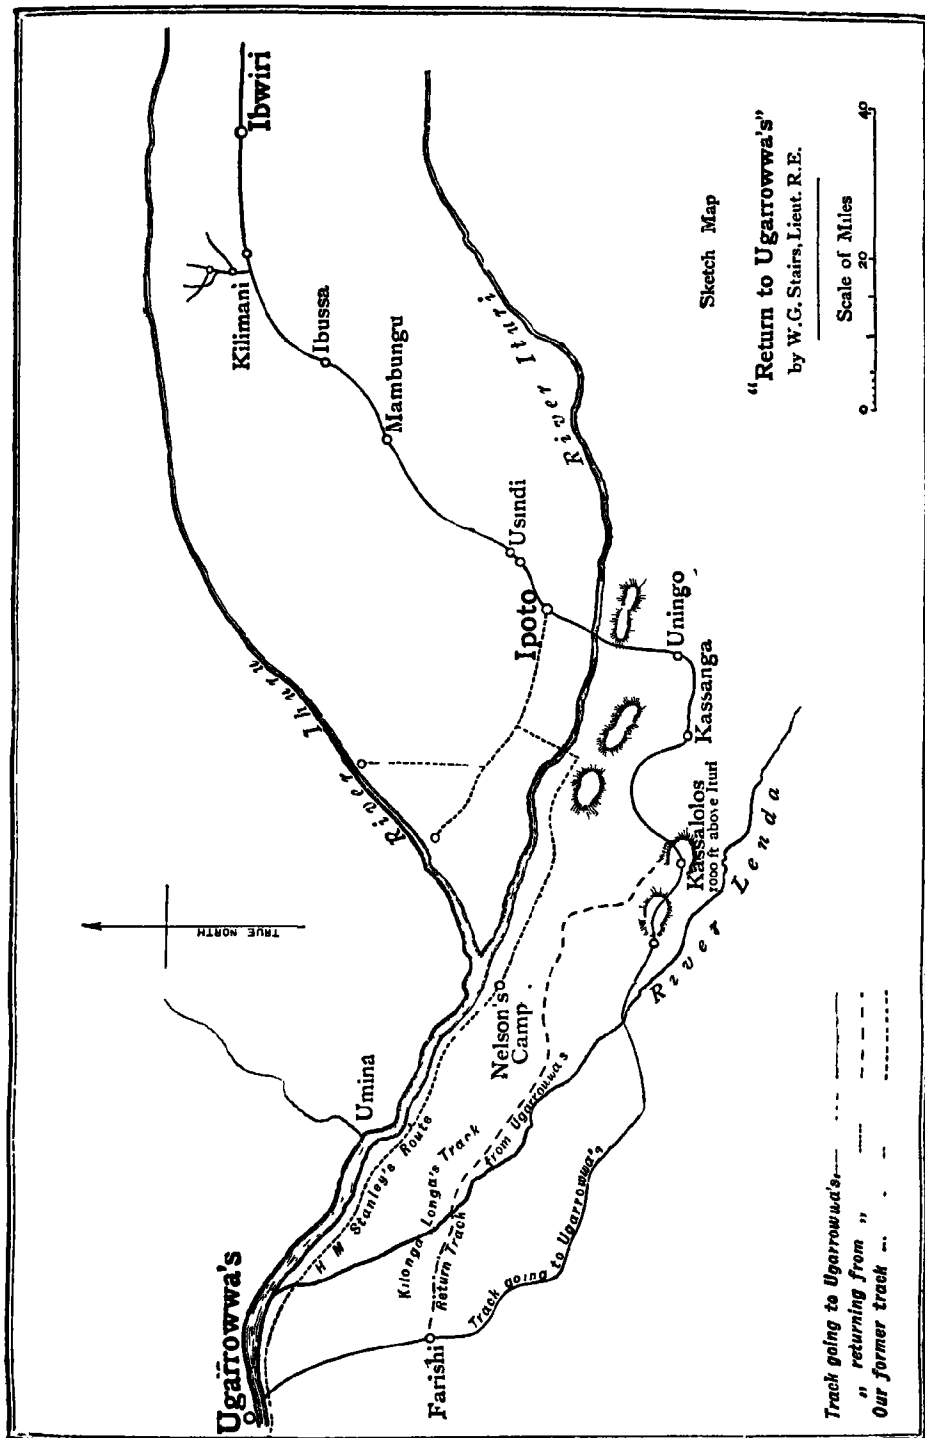 Sketch Map
"Return to Ugarrowwa's"
by W.G. Stairs, Lieut. R.E.
Scale of Miles
0 20 40
TRUE NORTH
Ibwiri
Kilimani
Ibussa
Mambungu
Usindi
Ipoto
River Ituri
River Ihuru
Uningo
Kassanga
Kassalolos
1000 ft above Ituri
River Lenda
Nelson's
Camp
Umina
H M Stanley's Route
Kilonga Longa's Track
Return Track from Ugarrouwas
Track going to Ugarrowwa's
Farishi
Ugarrowwa's
Track going to Ugarrowwa's
" returning from "
Our former track